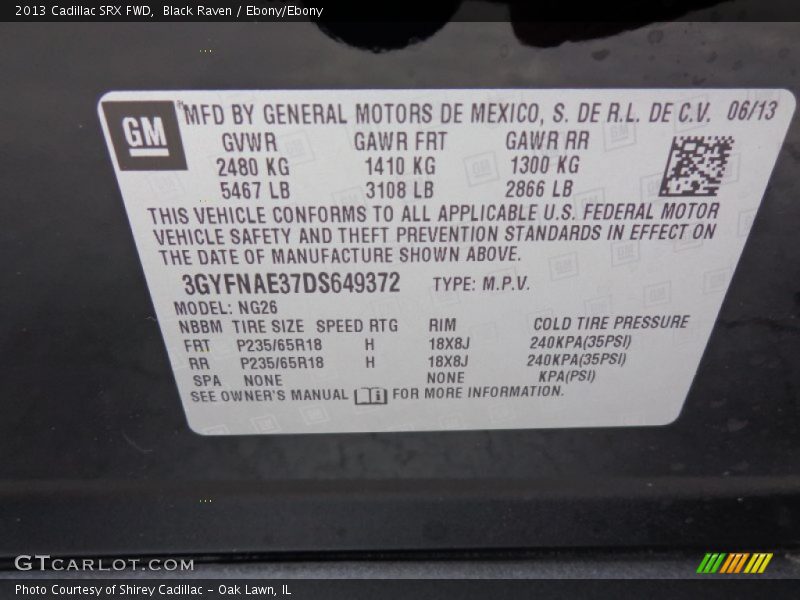 2013 Cadillac SRX FWD,  Black Raven / Ebony/Ebony
GM
MFD BY GENERAL MOTORS DE MEXICO, S. DE R.L. DE C.V. 06/13
GVWR GAWR FRT GAWR RR
2480 KG 1410 KG 1300 KG
5467 LB 3108 LB 2866 LB
THIS VEHICLE CONFORMS TO ALL APPLICABLE U.S. FEDERAL MOTOR
VEHICLE SAFETY AND THEFT PREVENTION STANDARDS IN EFFECT ON
THE DATE OF MANUFACTURE SHOWN ABOVE.
3GYFNAE37DS649372 TYPE: M.P.V.
MODEL: NG26
NBBM TIRE SIZE SPEED RTG RIM COLD TIRE PRESSURE
FRT P235/65R18 H 18X8J 240KPA(35PSI)
RR P235/65R18 H 18X8J 240KPA(35PSI)
SPA NONE NONE KPA(PSI)
SEE OWNER'S MANUAL FOR MORE INFORMATION.
GTCARLOT.COM
Photo Courtesy of Shirey Cadillac - Oak Lawn, IL